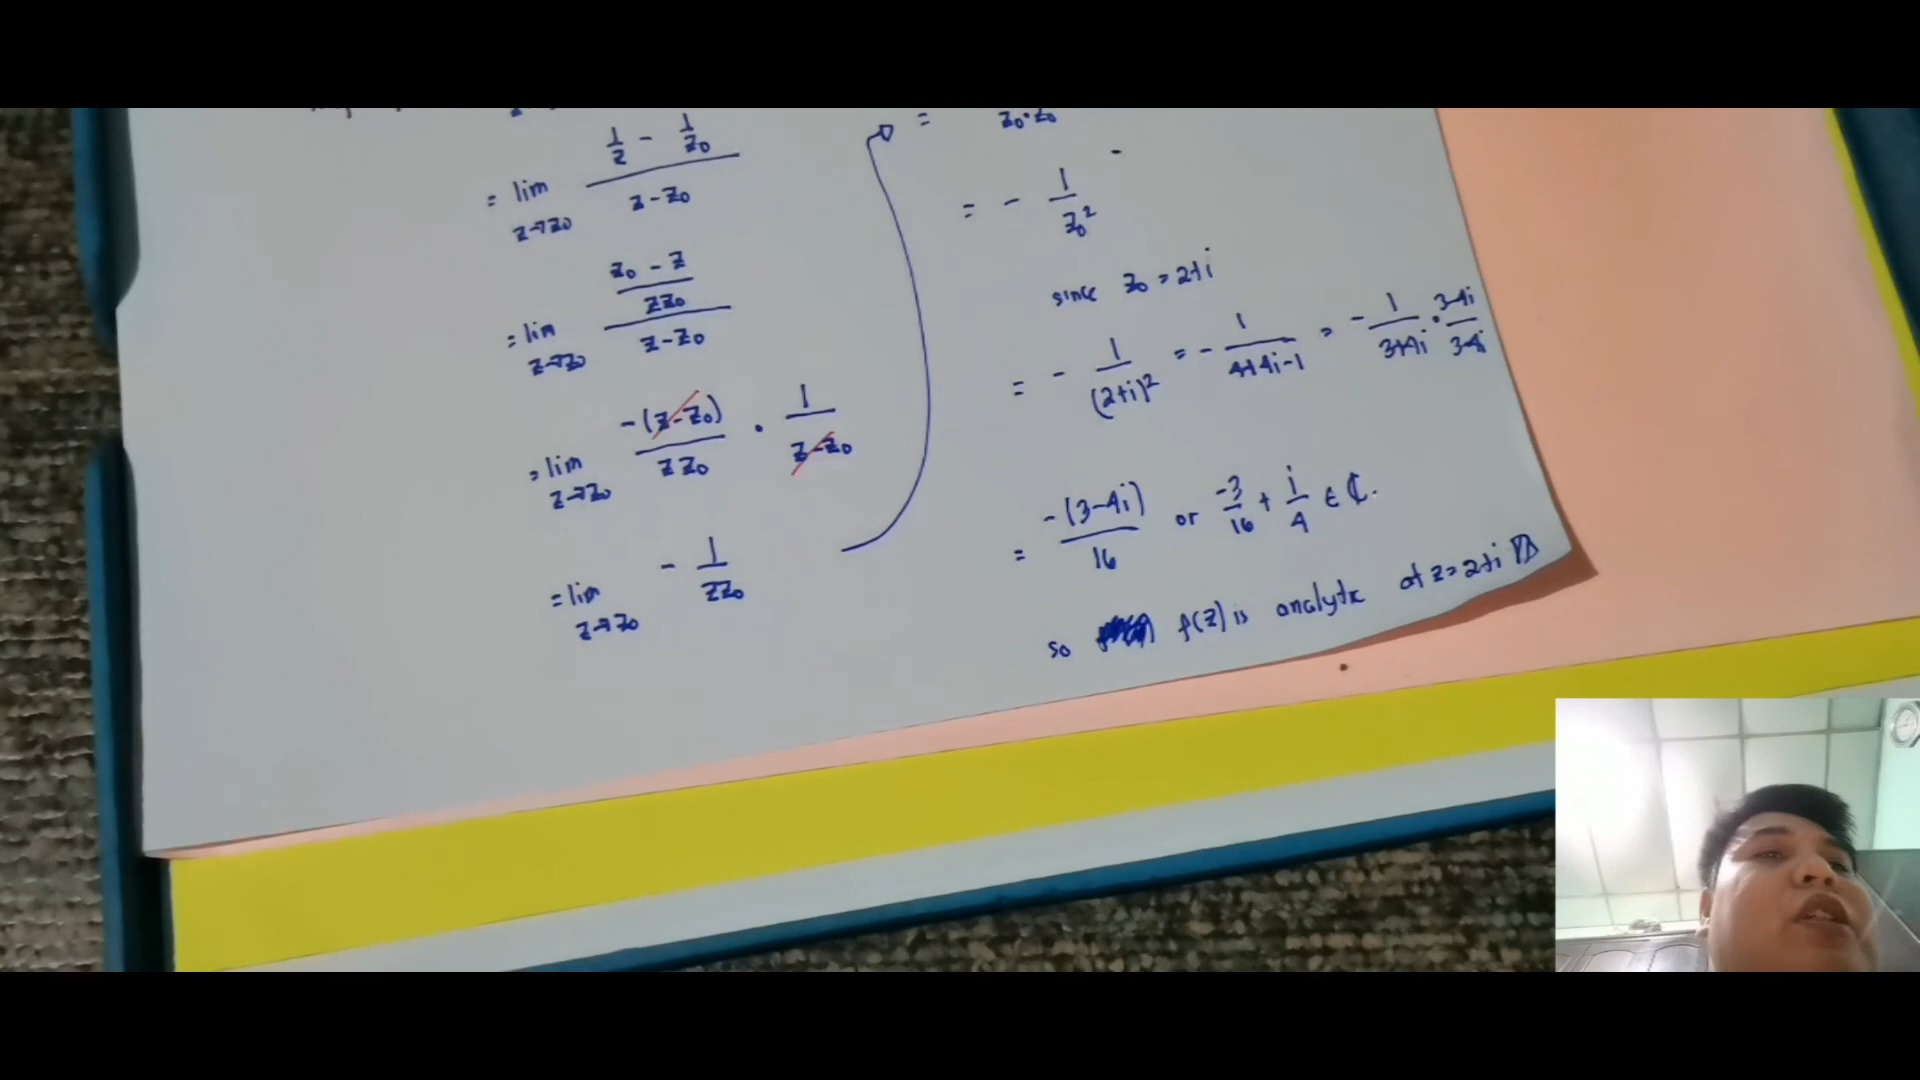 = lim z→z₀ (1/z - 1/z₀)/(z - z₀)
= lim z→z₀ ((z₀ - z)/(zz₀))/(z - z₀)
= lim z→z₀ -(z-z₀)/(zz₀) · 1/(z-z₀)
= lim z→z₀ - 1/(zz₀)
= z₀·z₀
= - 1/z₀²
since z₀ = 2+i
= - 1/(2+i)² = - 1/(4+4i-1) = - 1/(3+4i) · (3-4i)/(3-4i)
= -(3-4i)/16 or -3/16 + i/4 ∈ ℂ.
so f(z) is analytic at z=2+i